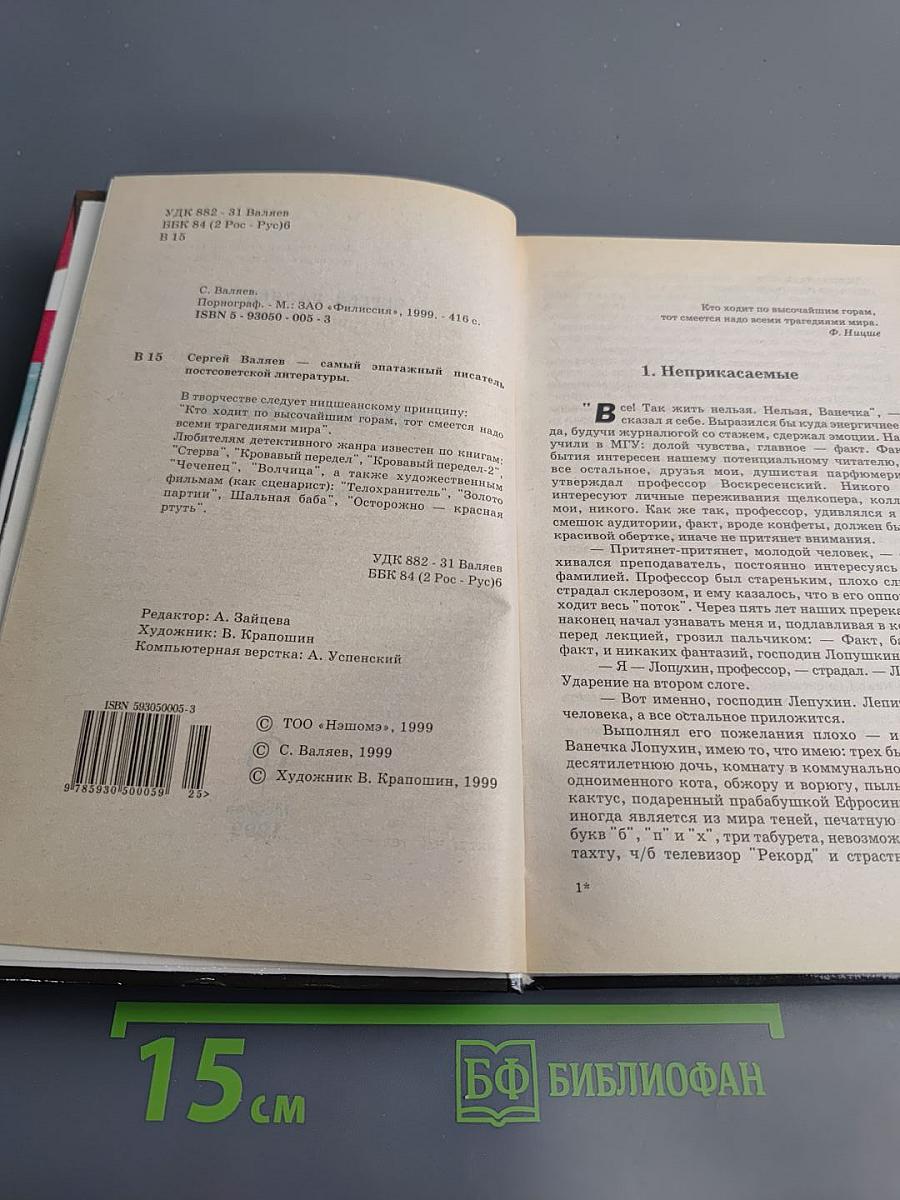 УДК 882 - 31 Валяев
ББК 84 (2 Рос - Рус)6
В 15
С. Валяев.
Порнограф. - М.: ЗАО «Филиссия», 1999. - 416 с.
ISBN 5 - 93050 - 005 - 3
В 15 Сергей Валяев — самый эпатажный писатель
постсоветской литературы.
В творчестве следует ницшеанскому принципу:
"Кто ходит по высочайшим горам, тот смеется надо
всеми трагедиями мира".
Любителям детективного жанра известен по книгам:
"Стерва", "Кровавый передел", "Кровавый передел-2",
"Чеченец", "Волчица", а также художественным
фильмам (как сценарист): "Телохранитель", "Золото
партии", Шальная баба", "Осторожно — красная
ртуть".
УДК 882 - 31 Валяев
ББК 84 (2 Рос - Рус)6
Редактор: А. Зайцева
Художник: В. Крапошин
Компьютерная верстка: А. Успенский
ISBN 593050005-3
9 785930 500059 25>
© ТОО «Нэшомэ», 1999
© С. Валяев, 1999
© Художник В. Крапошин, 1999
Кто ходит по высочайшим горам,
тот смеется надо всеми трагедиями мира.
Ф. Ницше
1. Неприкасаемые
"Все! Так жить нельзя. Нельзя, Ванечка", —
сказал я себе. Выразился бы куда энергичнее
да, будучи журналюгой со стажем, сдержал эмоции. На
учили в МГУ: долой чувства, главное — факт. Фак
бытия интересен нашему потенциальному читателю,
все остальное, друзья мои, душистая парфюмери
утверждал профессор Воскресенский. Никого
интересуют личные переживания щелкопера, колл
мои, никого. Как же так, профессор, удивлялся я
смешок аудитории, факт, вроде конфеты, должен бы
красивой обертке, иначе не притянет внимания.
— Притянет-притянет, молодой человек, —
хивался преподаватель, постоянно интересуясь
фамилией. Профессор был стареньким, плохо сл
страдал склерозом, и ему казалось, что в его оппо
ходит весь "поток". Через пять лет наших пререка
наконец начал узнавать меня и, подлавливая в ко
перед лекцией, грозил пальчиком: — Факт, ба
факт, и никаких фантазий, господин Лопушкин
— Я — Лопухин, профессор, — страдал. — Л
Ударение на втором слоге.
— Вот именно, господин Лепухин. Лепи
человека, а все остальное приложится.
Выполнял его пожелания плохо — и
Ванечка Лопухин, имею то, что имею: трех бы
десятилетнюю дочь, комнату в коммунально
одноименного кота, обжору и ворюгу, пыль
кактус, подаренный прабабушкой Ефросин
иногда является из мира теней, печатную
букв "б", "п" и "х", три табурета, невозмож
тахту, ч/б телевизор "Рекорд" и страст
1*
15 см
БФ БИБЛИОФАН